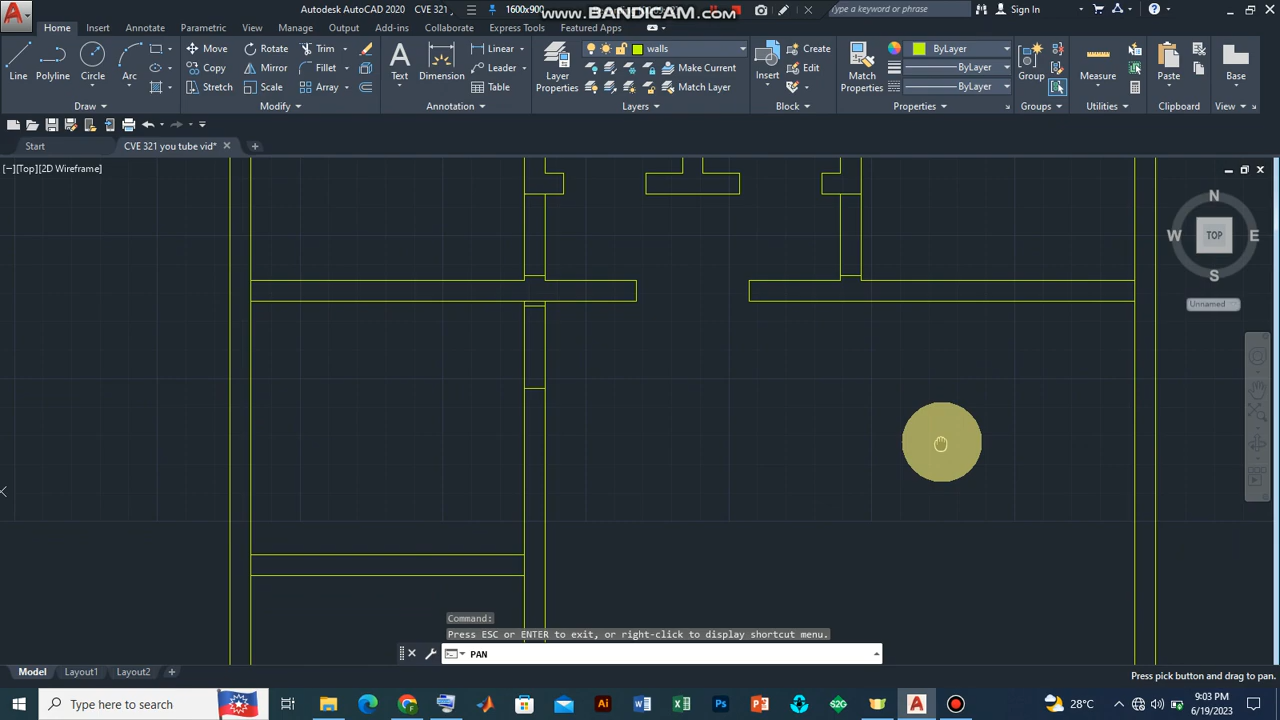 Autodesk AutoCAD 2020 CVE 321 1600x900 www.BANDICAM.com Type a keyword or phrase Sign In
Home Insert Annotate Parametric View Manage Output Add-ins Collaborate Express Tools Featured Apps
Line Polyline Circle Arc
Move Rotate Trim
Copy Mirror Fillet
Stretch Scale Array
Text Dimension
Linear
Leader
Table
Layer Properties
walls
Make Current
Match Layer
Insert
Create
Edit
Match Properties
ByLayer
ByLayer
ByLayer
Group
Measure
Paste
Base
Draw Modify Annotation Layers Block Properties Groups Utilities Clipboard View
Start CVE 321 you tube vid*
[−][Top][2D Wireframe]
N
W TOP E
S
Unnamed
Command:
Press ESC or ENTER to exit, or right-click to display shortcut menu.
PAN
Model Layout1 Layout2
Press pick button and drag to pan.
Type here to search
28°C
9:03 PM
6/19/2023